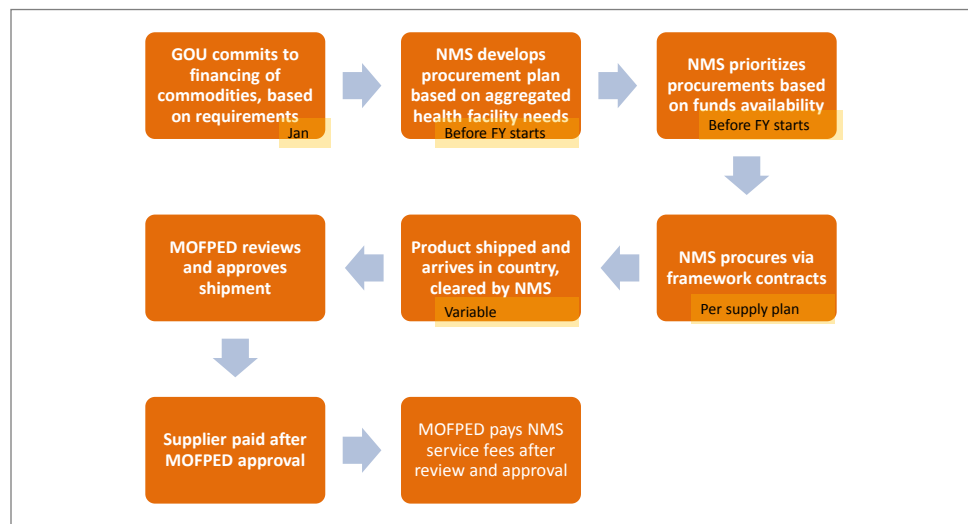 GOU commits to
financing of
commodities, based
on requirements
Jan
NMS develops
procurement plan
based on aggregated
health facility needs
Before FY starts
NMS prioritizes
procurements based
on funds availability
Before FY starts
NMS procures via
framework contracts
Per supply plan
Product shipped and
arrives in country,
cleared by NMS
Variable
MOFPED reviews
and approves
shipment
Supplier paid after
MOFPED approval
MOFPED pays NMS
service fees after
review and approval